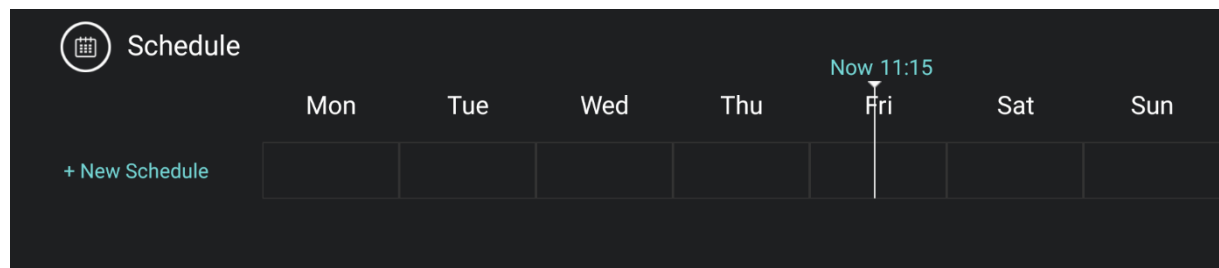 Schedule
Now 11:15
Mon Tue Wed Thu Fri Sat Sun
+ New Schedule